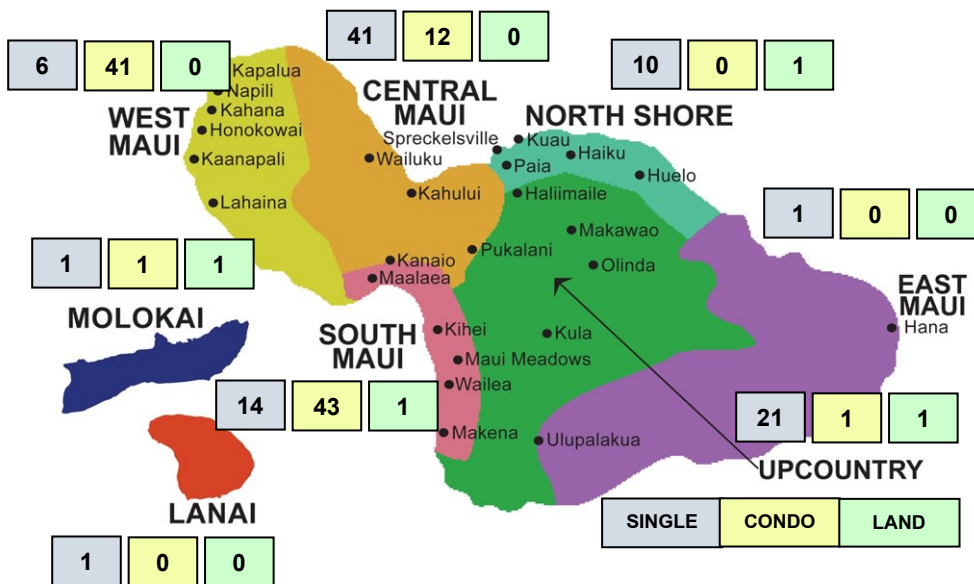 41 12 0
6 41 0
10 0 1
Kapalua
Napili
Kahana
Honokowai
Kaanapali
Lahaina
WEST
MAUI
CENTRAL
MAUI
Spreckelsville
Wailuku
Kahului
Kanaio
Pukalani
NORTH SHORE
Kuau
Paia
Haiku
Huelo
Haliimaile
Makawao
Olinda
Kula
1 0 0
EAST
MAUI
Hana
1 1 1
MOLOKAI
Maalaea
SOUTH
MAUI
Kihei
Maui Meadows
Wailea
Makena
14 43 1
Ulupalakua
21 1 1
UPCOUNTRY
LANAI
1 0 0
SINGLE CONDO LAND